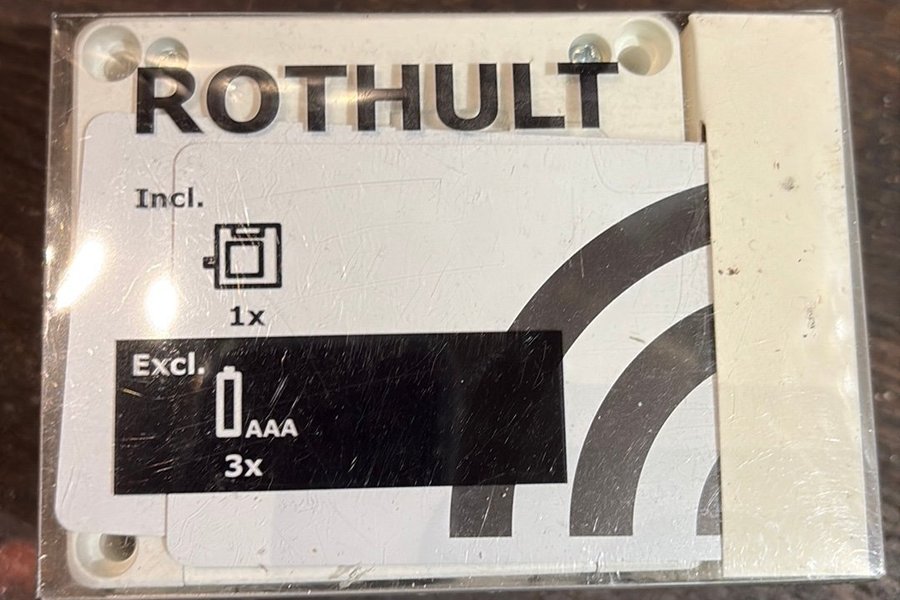 ROTHULT
Incl.
1x
Excl.
AAA
3x